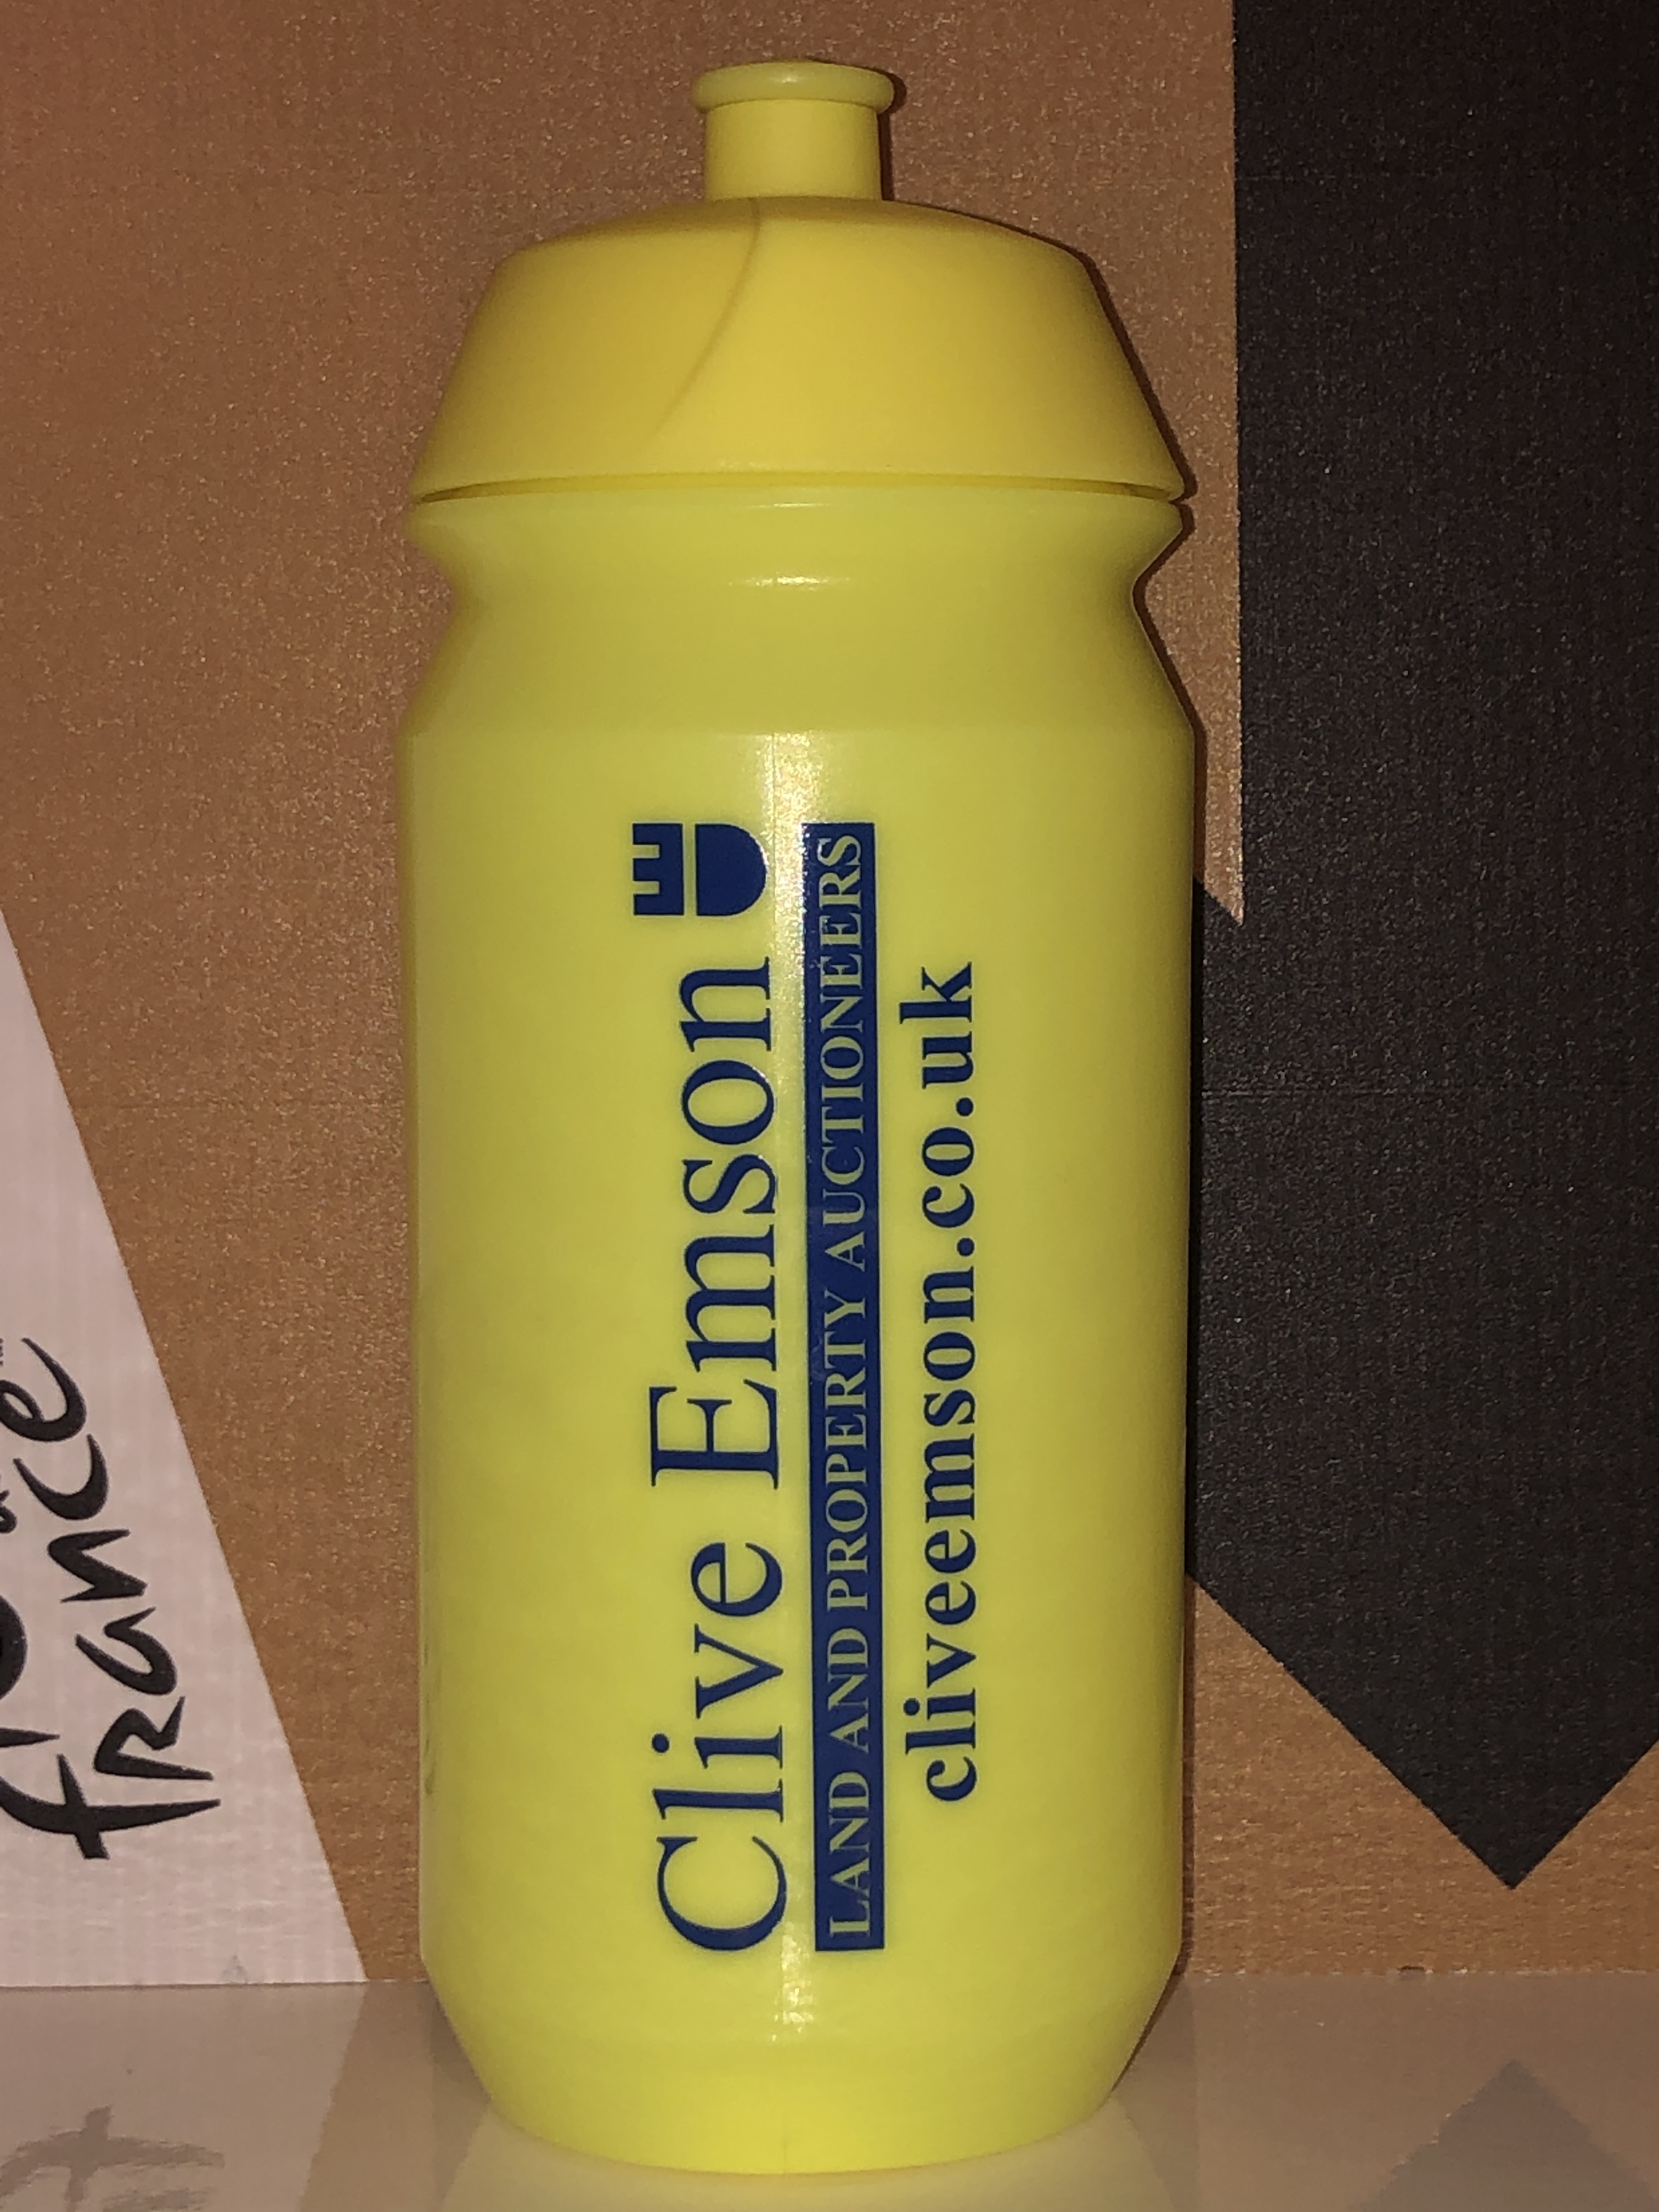 Clive Emson
LAND AND PROPERTY AUCTIONEERS
cliveemson.co.uk
france